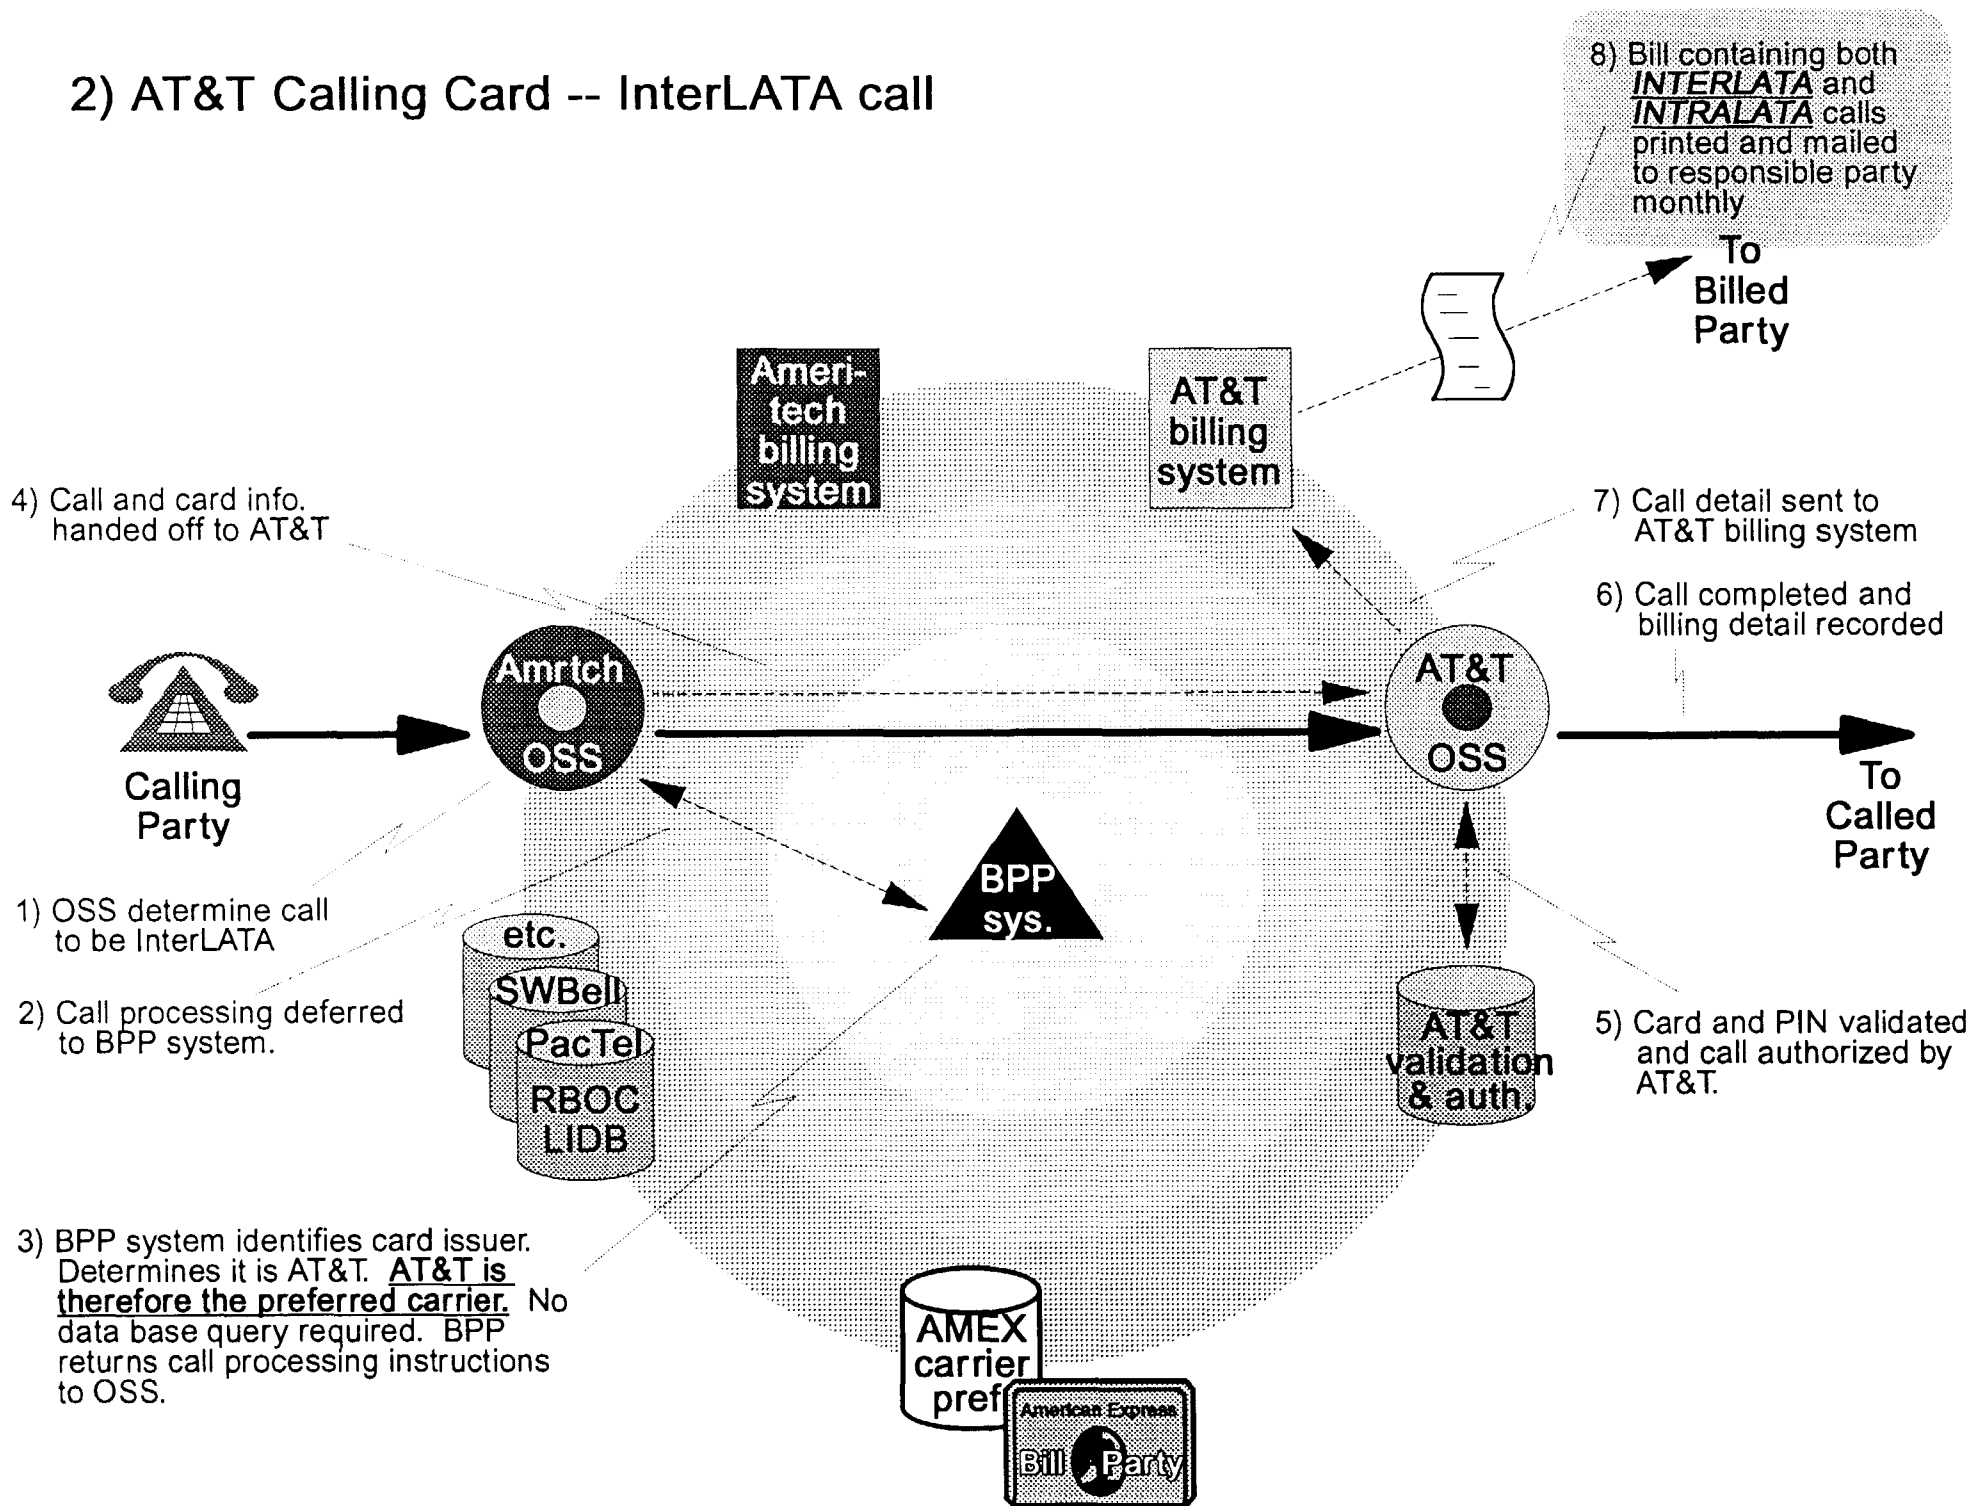 2) AT&T Calling Card -- InterLATA call
8) Bill containing both
INTERLATA and
INTRALATA calls
printed and mailed
to responsible party
monthly
To
Billed
Party
Ameri-
tech
billing
system
AT&T
billing
system
4) Call and card info.
handed off to AT&T
7) Call detail sent to
AT&T billing system
6) Call completed and
billing detail recorded
Amrtch
OSS
AT&T
OSS
Calling
Party
To
Called
Party
BPP
sys.
1) OSS determine call
to be InterLATA
2) Call processing deferred
to BPP system.
etc.
SWBell
PacTel
RBOC
LIDB
AT&T
validation
& auth.
5) Card and PIN validated
and call authorized by
AT&T.
3) BPP system identifies card issuer.
Determines it is AT&T. AT&T is
therefore the preferred carrier. No
data base query required. BPP
returns call processing instructions
to OSS.
AMEX
carrier
pref
American Express
Bill Party